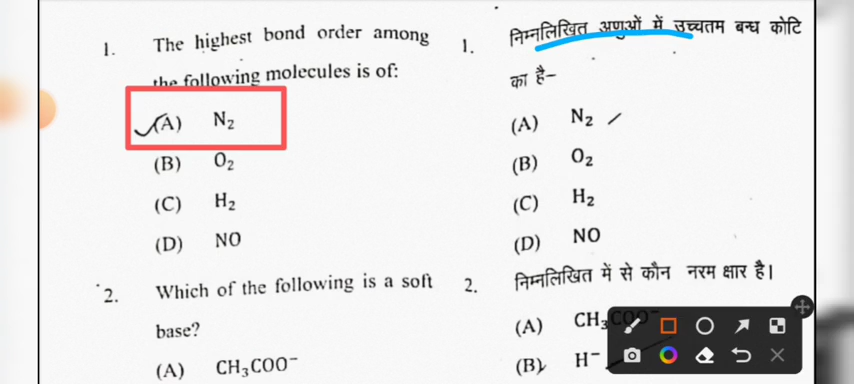 1. The highest bond order among
the following molecules is of:
(A) N₂
(B) O₂
(C) H₂
(D) NO
2. Which of the following is a soft
base?
(A) CH₃COO⁻
1. निम्नलिखित अणुओं में उच्चतम बन्ध कोटि
का है–
(A) N₂
(B) O₂
(C) H₂
(D) NO
2. निम्नलिखित में से कौन नरम क्षार है।
(A) CH₃COO⁻
(B) H⁻